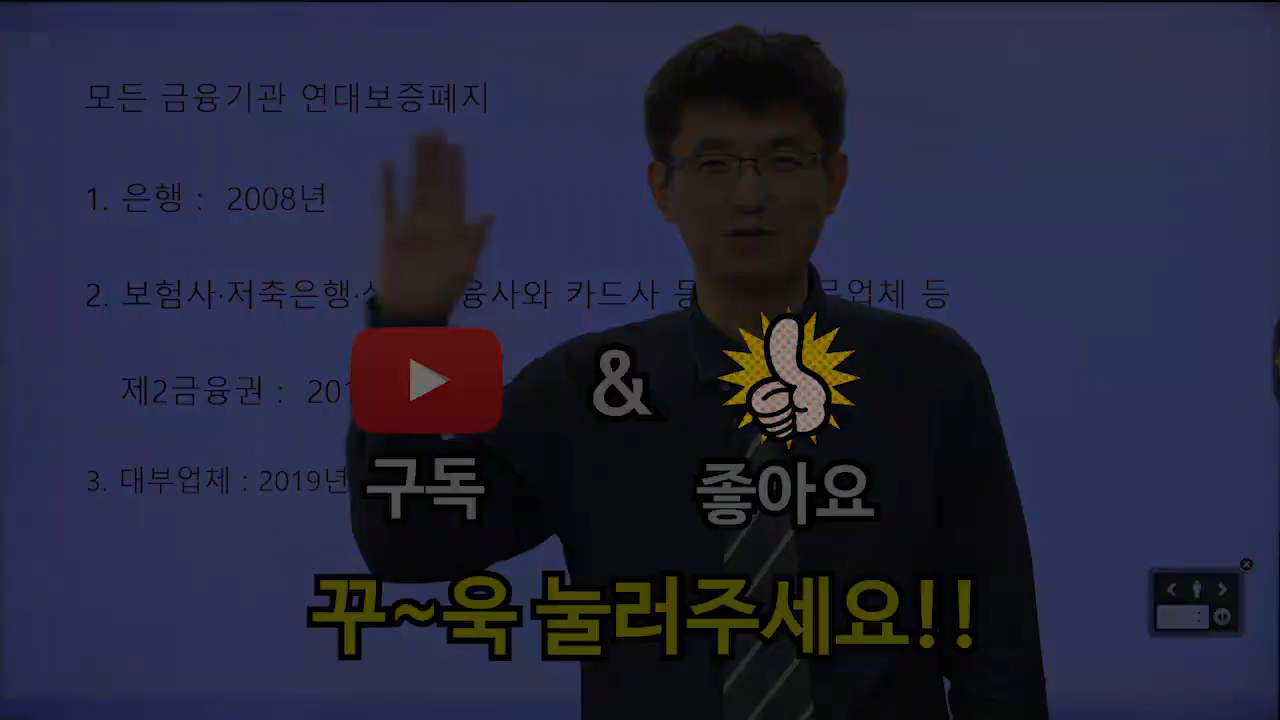 모든 금융기관 연대보증폐지
1. 은행 : 2008년
2. 보험사·저축은행· 융사와 카드사 등 업체 등
제2금융권 : 201
3. 대부업체 : 2019년
&
구독 좋아요
꾸~욱 눌러주세요!!